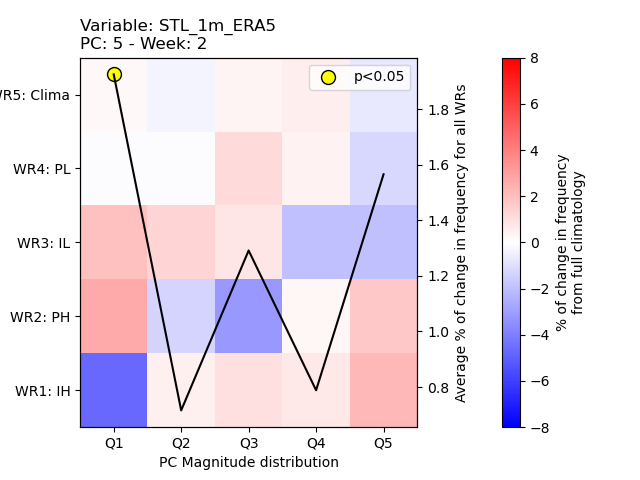 Variable: STL_1m_ERA5
PC: 5 - Week: 2
p<0.05
WR5: Clima
WR4: PL
WR3: IL
WR2: PH
WR1: IH
Q1 Q2 Q3 Q4 Q5
PC Magnitude distribution
1.8
1.6
1.4
1.2
1.0
0.8
Average % of change in frequency for all WRs
8
6
4
2
0
−2
−4
−6
−8
% of change in frequency
from full climatology